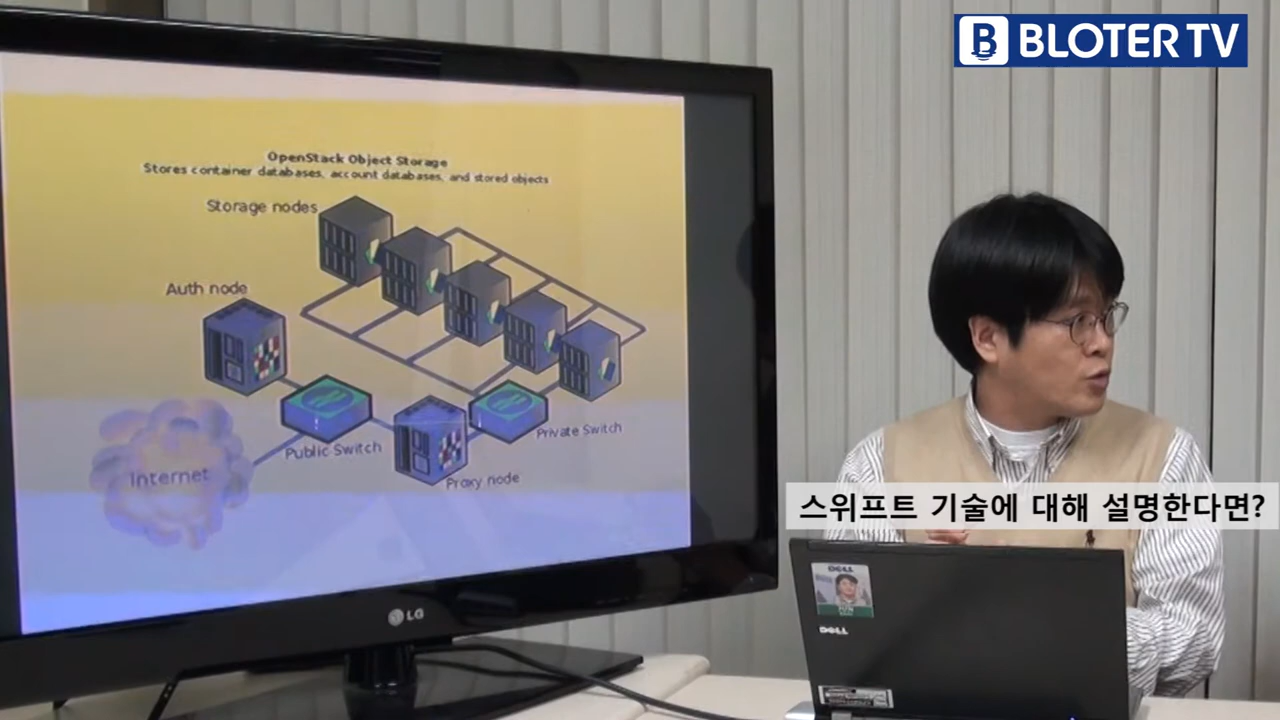 BLOTER TV
OpenStack Object Storage
Stores container databases, account databases, and stored objects
Storage nodes
Auth node
Public Switch
Private Switch
Internet
Proxy node
스위프트 기술에 대해 설명한다면?
LG
DELL
DELL